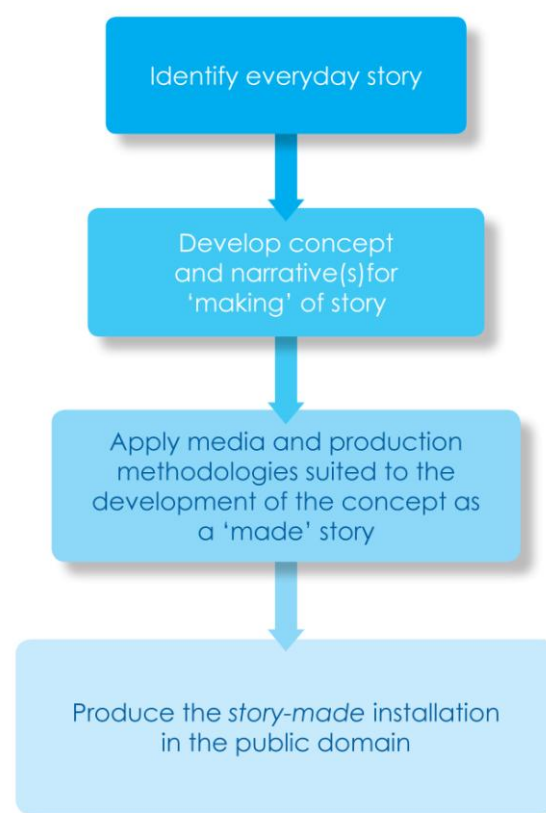 Identify everyday story
Develop concept
and narrative(s)for
‘making’ of story
Apply media and production
methodologies suited to the
development of the concept as
a ‘made’ story
Produce the story-made installation
in the public domain